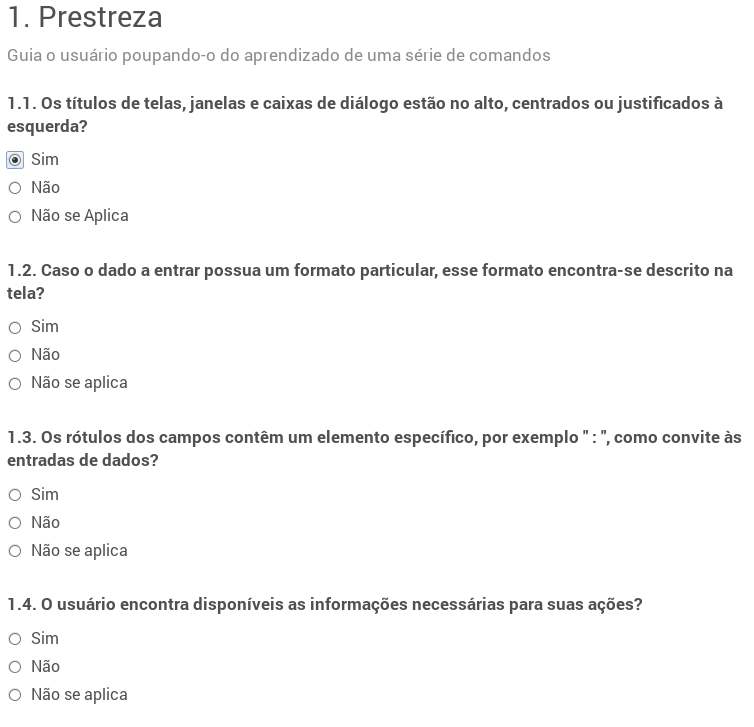 1. Prestreza
Guia o usuário poupando-o do aprendizado de uma série de comandos
1.1. Os títulos de telas, janelas e caixas de diálogo estão no alto, centrados ou justificados à
esquerda?
Sim
Não
Não se Aplica
1.2. Caso o dado a entrar possua um formato particular, esse formato encontra-se descrito na
tela?
Sim
Não
Não se aplica
1.3. Os rótulos dos campos contêm um elemento específico, por exemplo " : ", como convite às
entradas de dados?
Sim
Não
Não se aplica
1.4. O usuário encontra disponíveis as informações necessárias para suas ações?
Sim
Não
Não se aplica